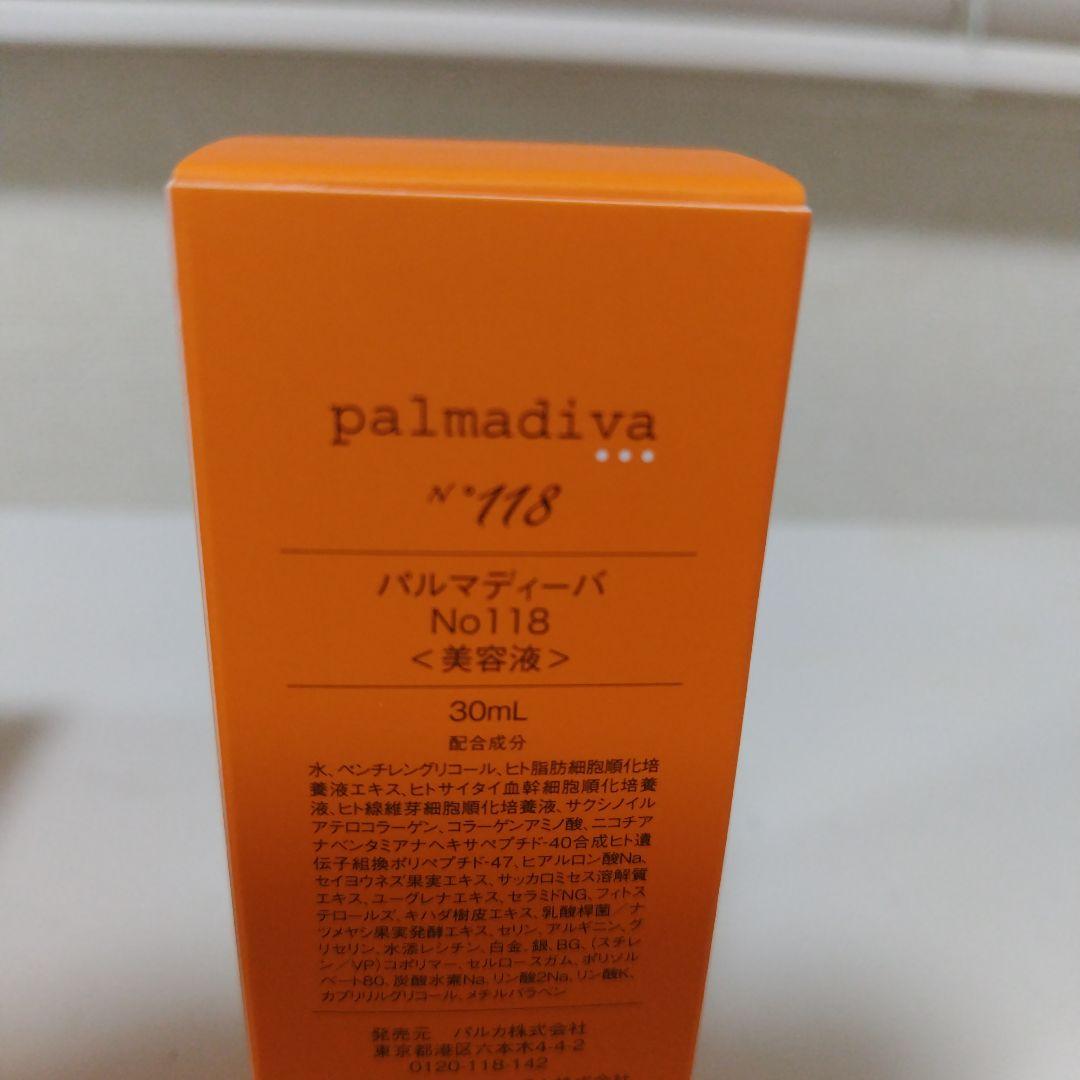 palmadiva
N°118
パルマディーバ
No118
<美容液>
30mL
配合成分
水、ペンチレングリコール、ヒト脂肪細胞順化培
養液エキス、ヒトサイタイ血幹細胞順化培養
液、ヒト線維芽細胞順化培養液、サクシノイル
アテロコラーゲン、コラーゲンアミノ酸、ニコチア
ナベンタミアナヘキサペプチド-40合成ヒト遺
伝子組換ポリペプチド-47、ヒアルロン酸Na、
セイヨウネズ果実エキス、サッカロミセス溶解質
エキス、ユーグレナエキス、セラミドNG、フィトス
テロールズ、キハダ樹皮エキス、乳酸桿菌／ナ
ツメヤシ果実発酵エキス、セリン、アルギニン、グ
リセリン、水添レシチン、白金、銀、BG、(スチレ
ン／VP)コポリマー、セルロースガム、ポリソル
ベート80、炭酸水素Na、リン酸2Na、リン酸K、
カプリリルグリコール、メチルパラベン
発売元 パルカ株式会社
東京都港区六本木4-4-2
0120-118-142